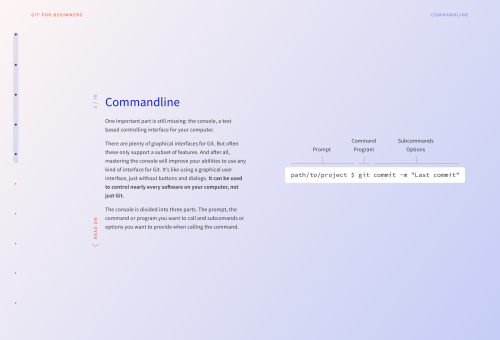 GIT FOR BEGINNERS
COMMANDLINE
Commandline
One important part is still missing: the console, a text
based controlling interface for your computer.
There are plenty of graphical interfaces for Git. But often
these only support a subset of features. And after all,
mastering the console will improve your abilities to use any
kind of interface for Git. It's like using a graphical user
interface, just without buttons and dialogs. It can be used
to control nearly every software on your computer, not
just Git.
The console is divided into three parts. The prompt, the
command or program you want to call and subcommands or
options you want to provide when calling the command.
READ ON
Prompt
Command
Program
Subcommands
Options
path/to/project $ git commit -m "Last commit"